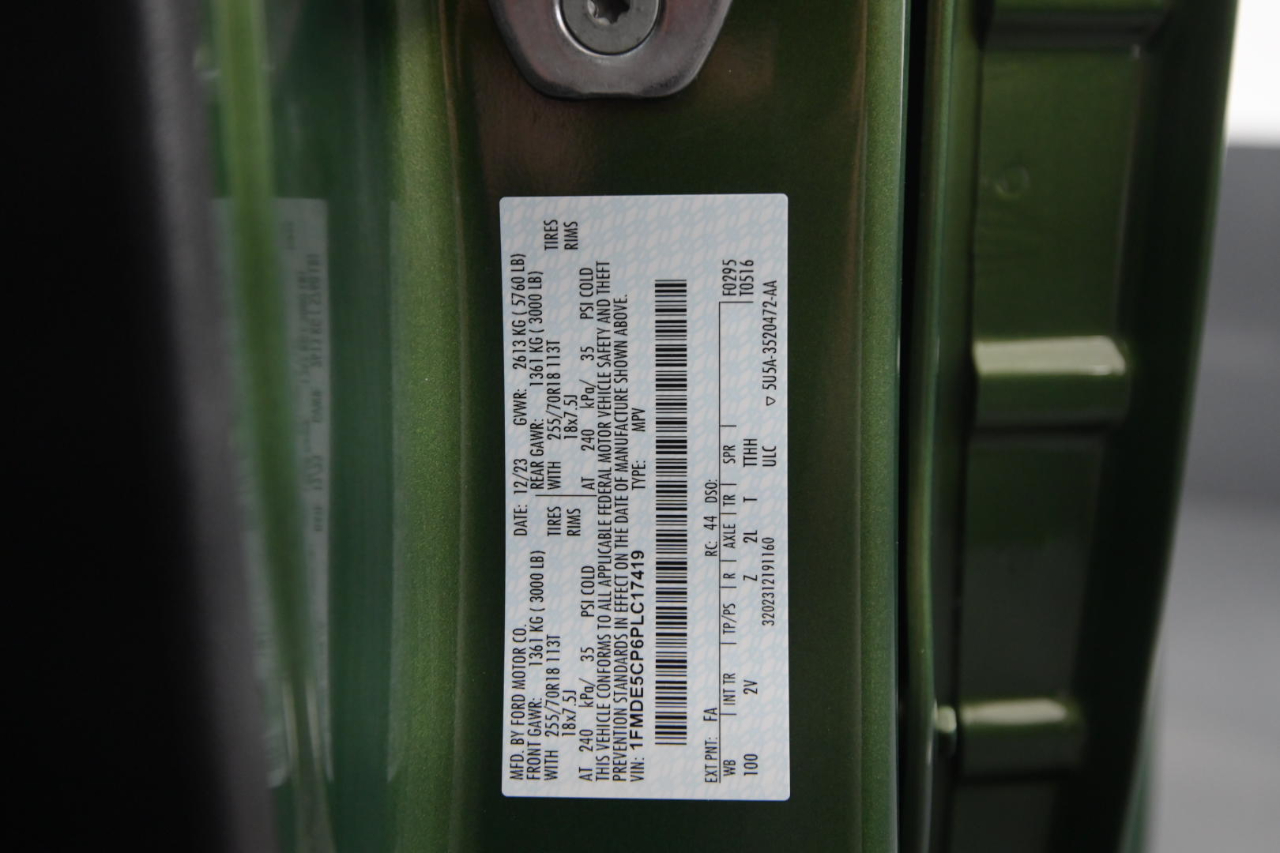 MFD. BY FORD MOTOR CO. DATE: 12/23 GVWR: 2613 KG ( 5760 LB)
FRONT GAWR: 1361 KG ( 3000 LB) REAR GAWR: 1361 KG ( 3000 LB)
WITH 255/70R18 113T TIRES WITH 255/70R18 113T TIRES
18x7.5J RIMS 18x7.5J RIMS
AT 240 kPa/ 35 PSI COLD AT 240 kPa/ 35 PSI COLD
THIS VEHICLE CONFORMS TO ALL APPLICABLE FEDERAL MOTOR VEHICLE SAFETY AND THEFT
PREVENTION STANDARDS IN EFFECT ON THE DATE OF MANUFACTURE SHOWN ABOVE.
VIN: 1FMDE5CP6PLC17419 TYPE: MPV
EXT PNT: FA RC: 44 DSO: F0295
WB INT TR TP/PS R AXLE TR SPR T0516
100 2V Z 2L T TTHH
3202312191160 ULC ▽ 5U5A-3520472-AA